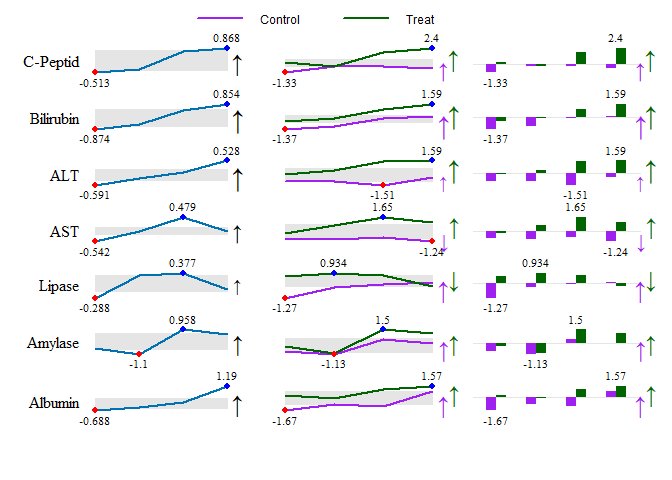 Control Treat
0.868 2.4 2.4
C-Peptid ↑ ↑↑ ↑↑
-0.513 -1.33 -1.33
0.854 1.59 1.59
Bilirubin ↑ ↑↑ ↑↑
-0.874 -1.37 -1.37
0.528 1.59 1.59
ALT ↑ ↑↑ ↑↑
-0.591 -1.51 -1.51
0.479 1.65 1.65
AST ↑ ↓↑ ↓↑
-0.542 -1.24 -1.24
0.377 0.934 0.934
Lipase ↑ ↑↓ ↑↓
-0.288 -1.27 -1.27
0.958 1.5 1.5
Amylase ↑ ↑↑ ↑↑
-1.1 -1.13 -1.13
1.19 1.57 1.57
Albumin ↑ ↑↑ ↑↑
-0.688 -1.67 -1.67